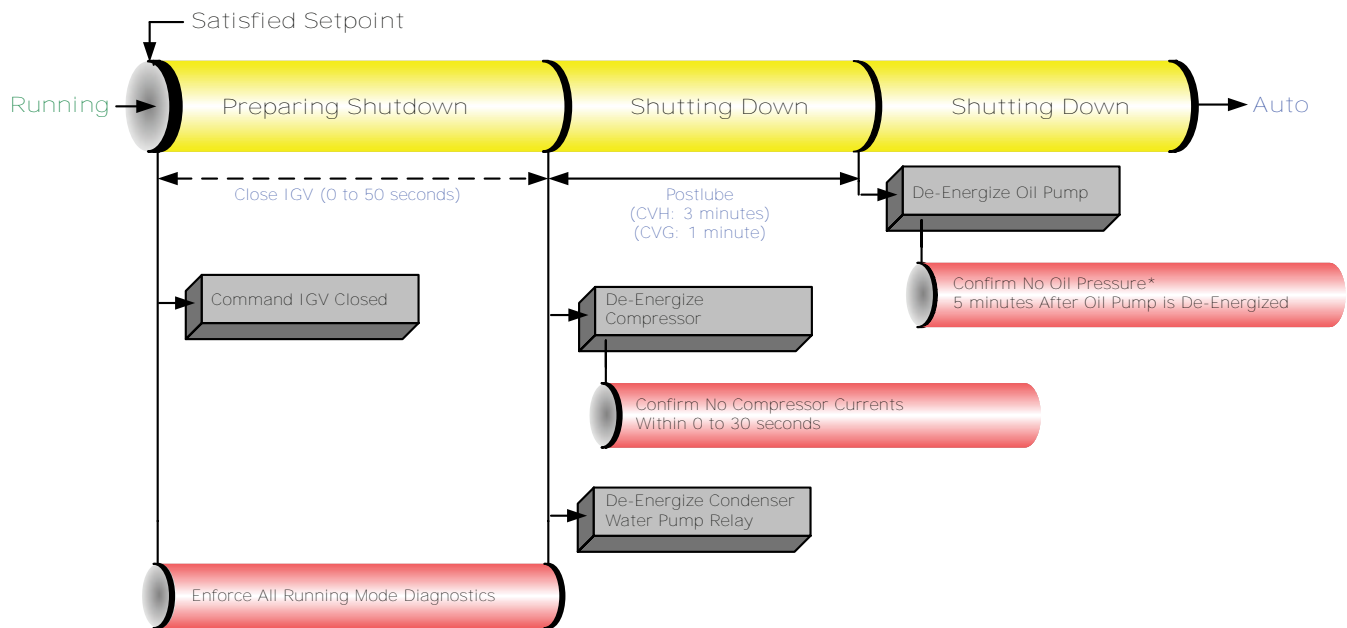 Satisfied Setpoint
Running
Preparing Shutdown
Shutting Down
Shutting Down
Auto
Close IGV (0 to 50 seconds)
Postlube
(CVH: 3 minutes)
(CVG: 1 minute)
De-Energize Oil Pump
Confirm No Oil Pressure*
5 minutes After Oil Pump is De-Energized
Command IGV Closed
De-Energize
Compressor
Confirm No Compressor Currents
Within 0 to 30 seconds
De-Energize Condenser
Water Pump Relay
Enforce All Running Mode Diagnostics